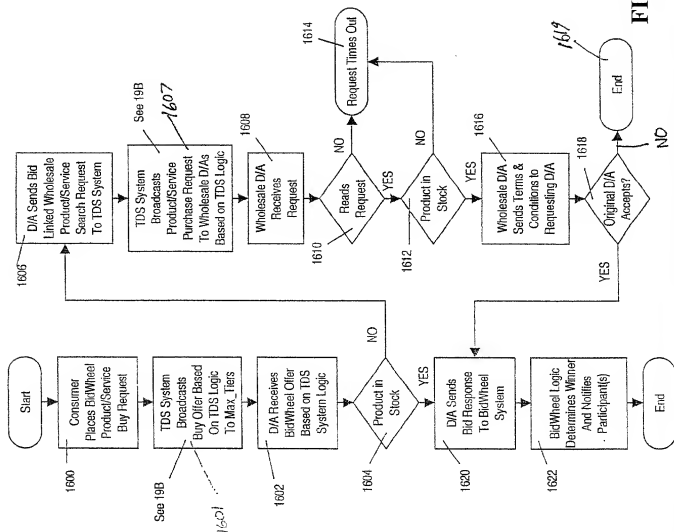 Start
1600
Consumer
Places BidWheel
Product/Service
Buy Request
See 19B
1601
TDS System
Broadcasts
Buy Offer Based
On TDS Logic
To Max_Tiers
1602
D/A Receives
BidWheel Offer
Based on TDS
System Logic
1604
Product in
Stock
NO
YES
1620
D/A Sends
Bid Response
To BidWheel
System
1622
BidWheel Logic
Determines Winner
And Notifies
Participant(s)
End
1606
D/A Sends Bid
Linked Wholesale
Product/Service
Search Request
To TDS System
See 19B
1607
TDS System
Broadcasts
Product/Service
Purchase Request
To Wholesale D/As
Based on TDS Logic
1608
Wholesale D/A
Receives
Request
1610
Reads
Request
NO
YES
1612
Product in
Stock
NO
YES
1614
Request Times Out
1616
Wholesale D/A
Sends Terms &
Conditions to
Requesting D/A
1618
Original D/A
Accepts?
YES
NO
1619
End